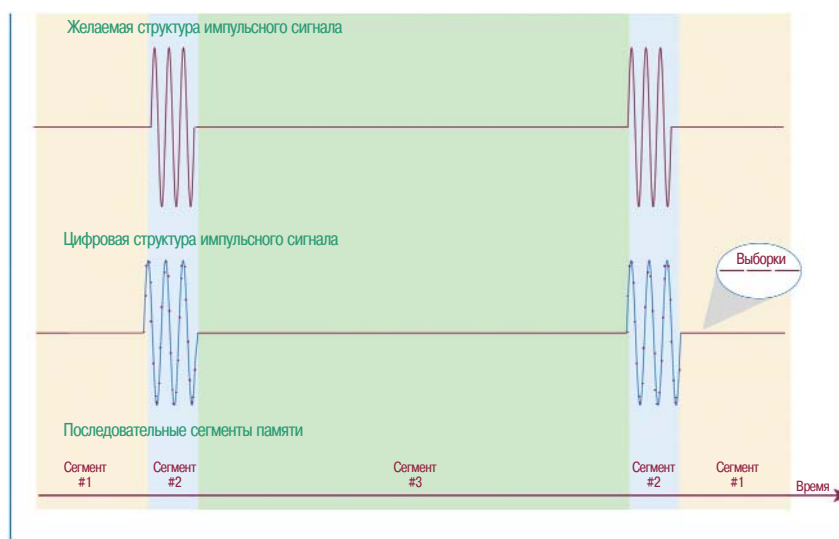 Желаемая структура импульсного сигнала
Цифровая структура импульсного сигнала
Выборки
Последовательные сегменты памяти
Сегмент
#1
Сегмент
#2
Сегмент
#3
Сегмент
#2
Сегмент
#1
Время